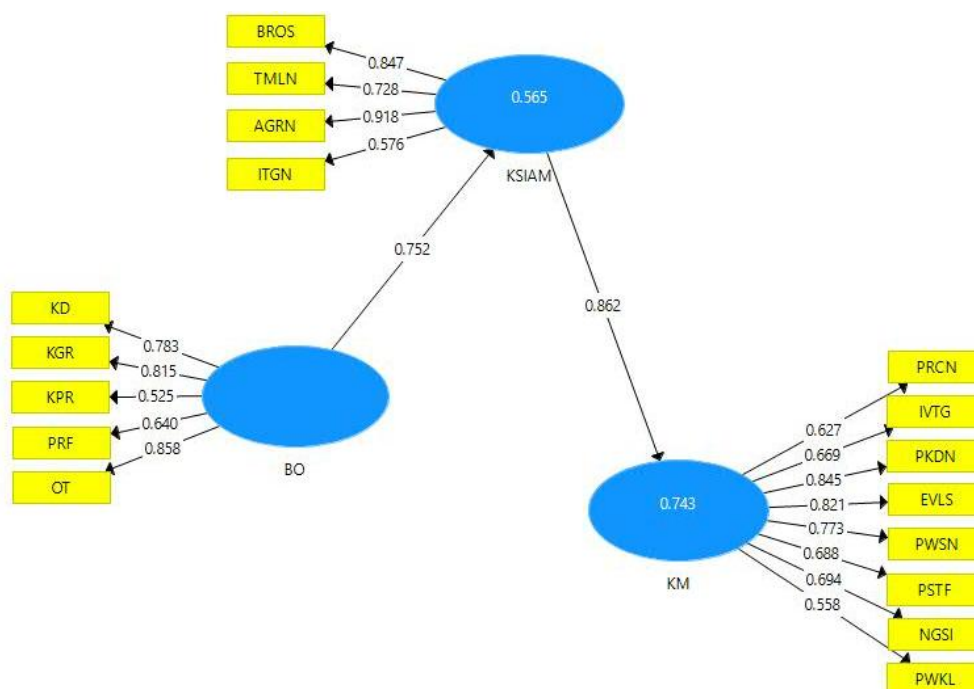 BROS
TMLN
AGRN
ITGN
0.847
0.728
0.918
0.576
0.565
KSIAM
0.752
0.862
KD
KGR
KPR
PRF
OT
0.783
0.815
0.525
0.640
0.858
BO
0.743
KM
0.627
0.669
0.845
0.821
0.773
0.688
0.694
0.558
PRCN
IVTG
PKDN
EVLS
PWSN
PSTF
NGSI
PWKL